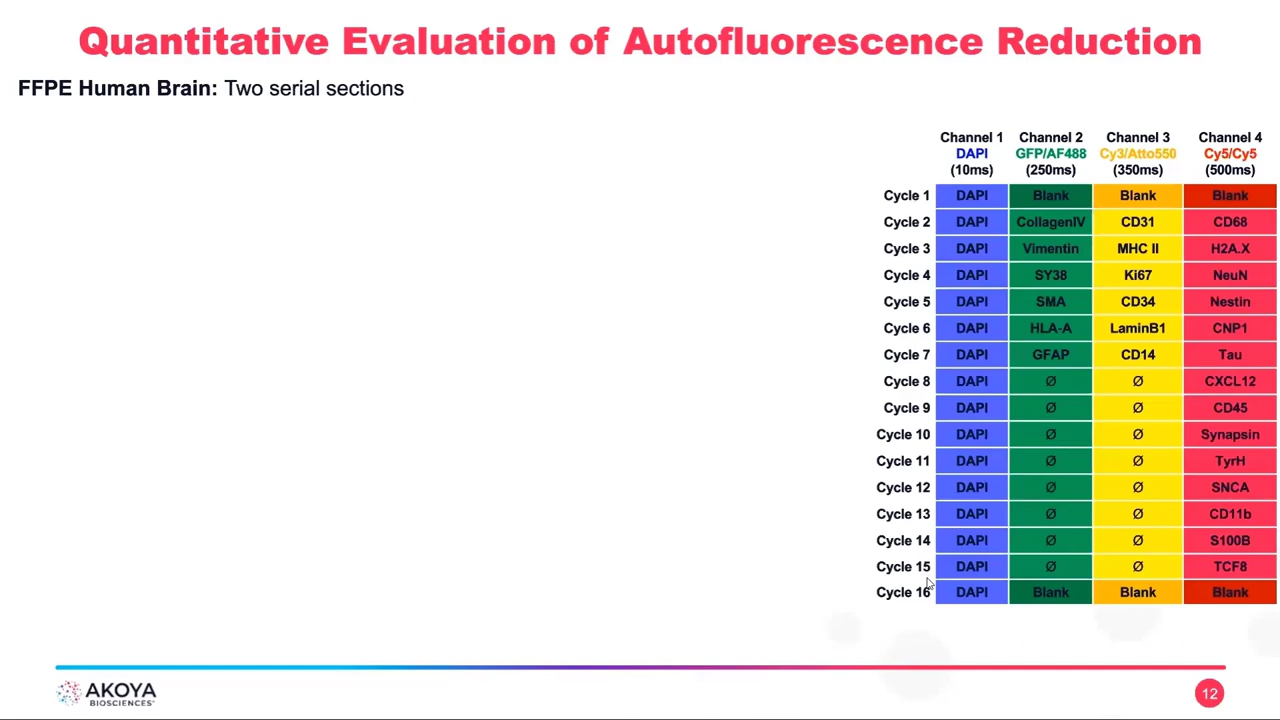 Quantitative Evaluation of Autofluorescence Reduction
FFPE Human Brain: Two serial sections
Channel 1 Channel 2 Channel 3 Channel 4
DAPI GFP/AF488 Cy3/Atto550 Cy5/Cy5
(10ms) (250ms) (350ms) (500ms)
Cycle 1 DAPI Blank Blank Blank
Cycle 2 DAPI CollagenIV CD31 CD68
Cycle 3 DAPI Vimentin MHC II H2A.X
Cycle 4 DAPI SY38 Ki67 NeuN
Cycle 5 DAPI SMA CD34 Nestin
Cycle 6 DAPI HLA-A LaminB1 CNP1
Cycle 7 DAPI GFAP CD14 Tau
Cycle 8 DAPI Ø Ø CXCL12
Cycle 9 DAPI Ø Ø CD45
Cycle 10 DAPI Ø Ø Synapsin
Cycle 11 DAPI Ø Ø TyrH
Cycle 12 DAPI Ø Ø SNCA
Cycle 13 DAPI Ø Ø CD11b
Cycle 14 DAPI Ø Ø S100B
Cycle 15 DAPI Ø Ø TCF8
Cycle 16 DAPI Blank Blank Blank
AKOYA
BIOSCIENCES
12